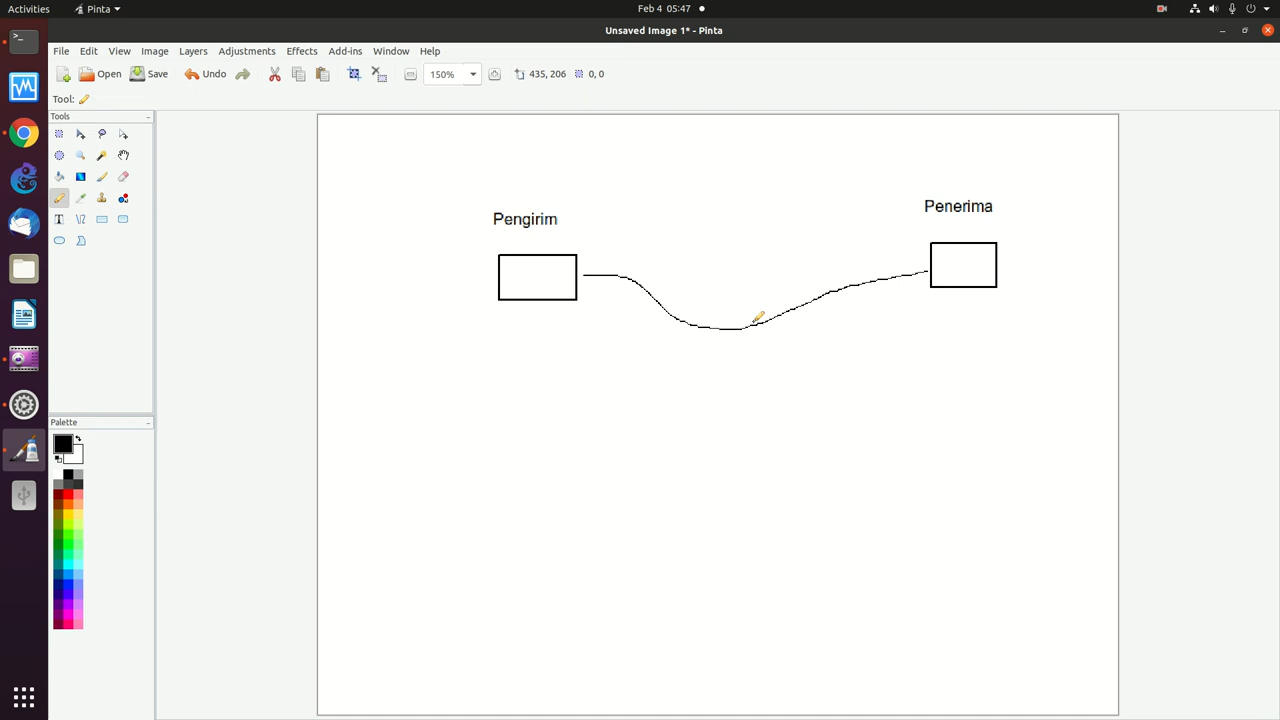 Activities
Pinta
Feb 4 05:47
Unsaved Image 1* - Pinta
File Edit View Image Layers Adjustments Effects Add-ins Window Help
Open Save Undo 150% 435, 206 0, 0
Tool:
Tools
Pengirim
Penerima
Palette